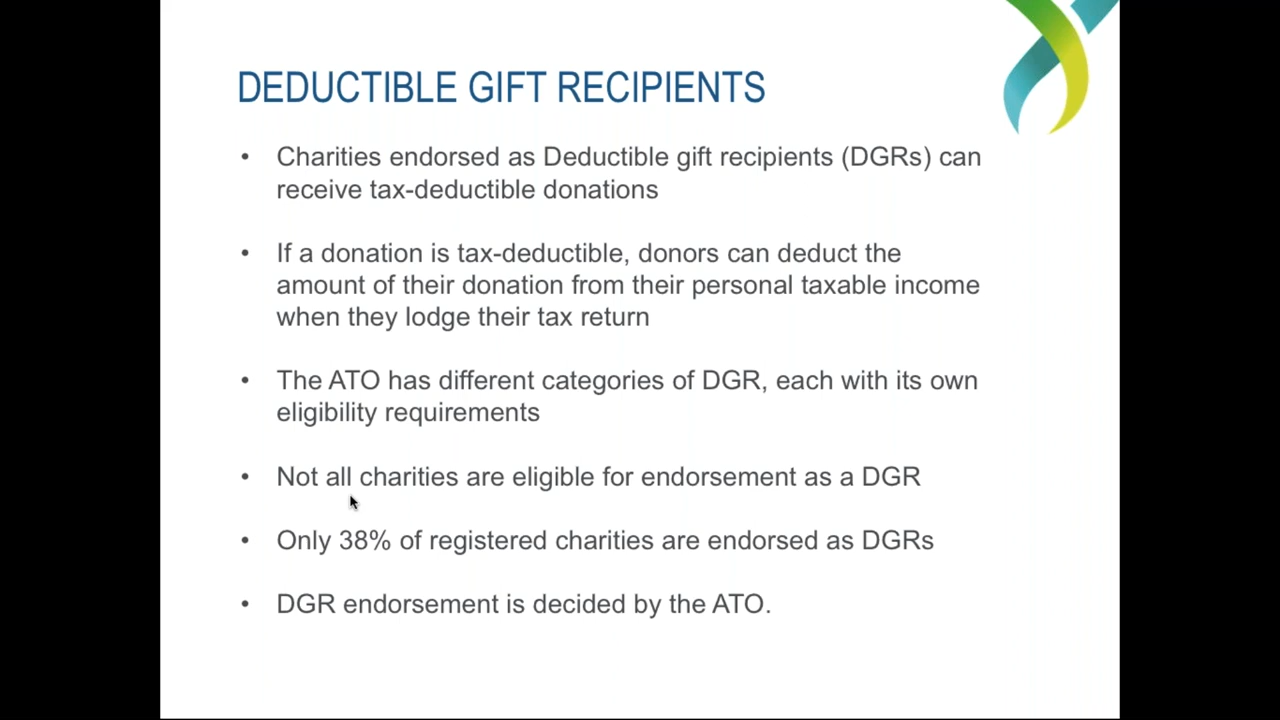 DEDUCTIBLE GIFT RECIPIENTS
• Charities endorsed as Deductible gift recipients (DGRs) can
receive tax-deductible donations
• If a donation is tax-deductible, donors can deduct the
amount of their donation from their personal taxable income
when they lodge their tax return
• The ATO has different categories of DGR, each with its own
eligibility requirements
• Not all charities are eligible for endorsement as a DGR
• Only 38% of registered charities are endorsed as DGRs
• DGR endorsement is decided by the ATO.